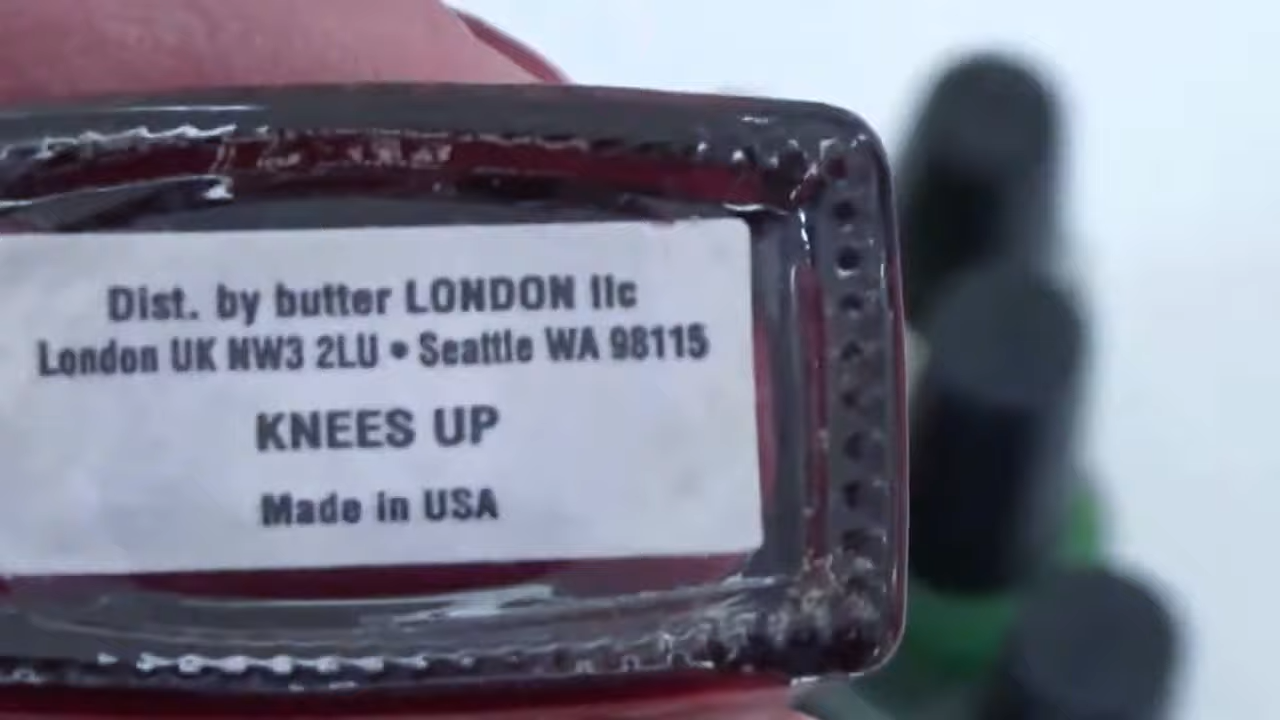 Dist. by butter LONDON llc
London UK NW3 2LU • Seattle WA 98115
KNEES UP
Made in USA